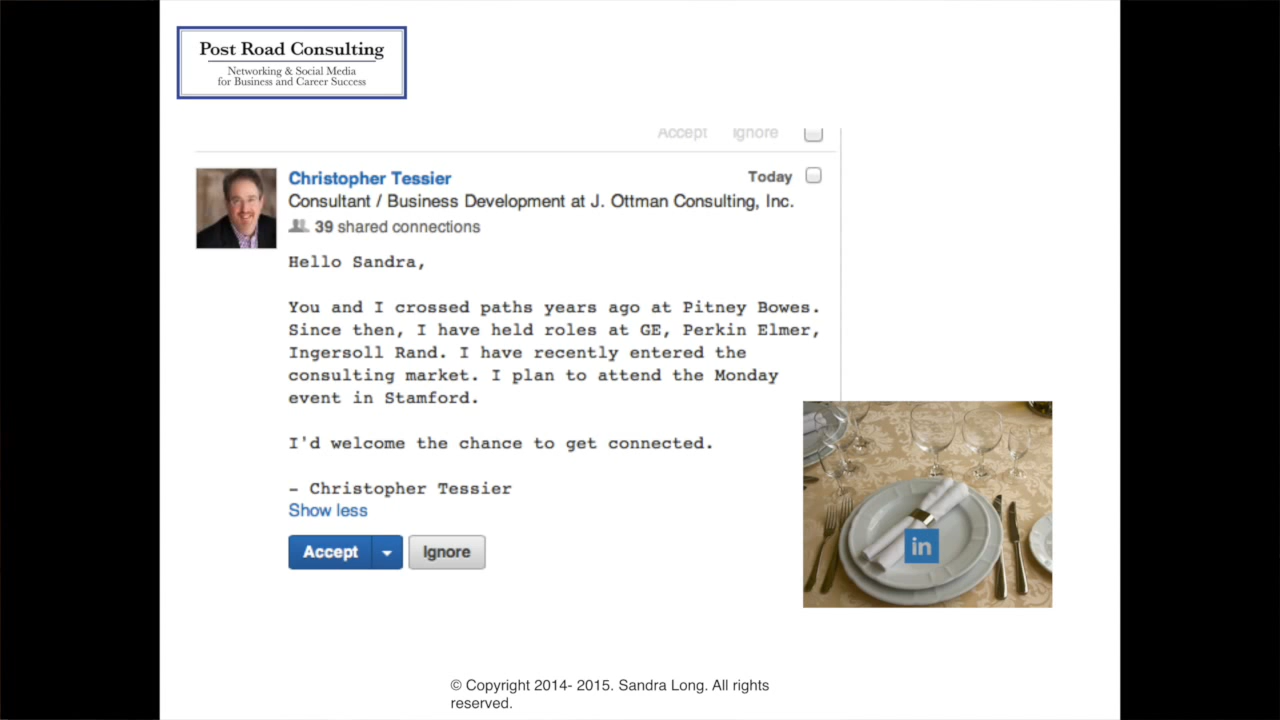 Post Road Consulting
Networking & Social Media
for Business and Career Success
Accept Ignore
Christopher Tessier
Today
Consultant / Business Development at J. Ottman Consulting, Inc.
39 shared connections
Hello Sandra,
You and I crossed paths years ago at Pitney Bowes.
Since then, I have held roles at GE, Perkin Elmer,
Ingersoll Rand. I have recently entered the
consulting market. I plan to attend the Monday
event in Stamford.
I'd welcome the chance to get connected.
- Christopher Tessier
Show less
Accept Ignore
in
© Copyright 2014- 2015. Sandra Long. All rights
reserved.